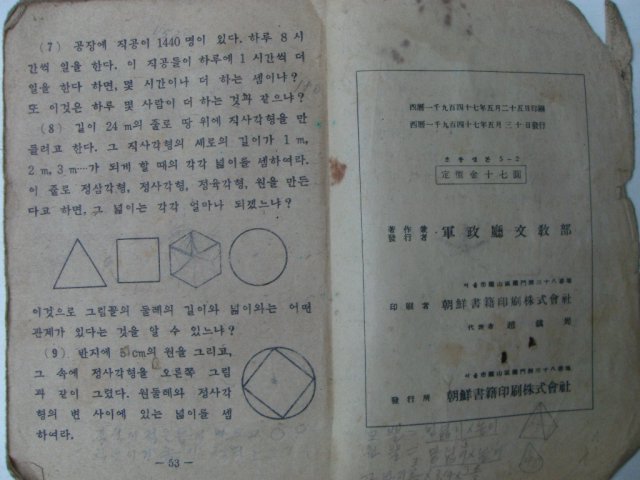 (7) 공장에 직공이 1440 명이 있다. 하루 8 시
간씩 일을 한다. 이 직공들이 하루에 1 시간씩 더
일을 한다 하면, 몇 시간이나 더 하는 셈이냐?
또 이것은 하루 몇 사람이 더 하는 것과 같으냐?
(8) 길이 24 m의 줄로 땅 위에 직사각형을 만
들려고 한다. 그 직사각형의 세로의 길이가 1 m,
2 m, 3 m……가 되게 할 때의 각각 넓이를 셈하여라.
이 줄로 정삼각형, 정사각형, 정육각형, 원을 만든
다고 하면, 그 넓이는 각각 얼마나 되겠느냐?
이것으로 그림꼴의 둘레의 길이와 넓이와는 어떤
관계가 있다는 것을 알 수 있느냐?
(9) 반지에 5 cm의 원을 그리고,
그 속에 정사각형을 오른쪽 그림
과 같이 그렸다. 원둘레와 정사각
형의 변 사이에 있는 넓이를 셈
하여라.
— 53 —
西曆一千九百四十七年五月二十五日印刷
西曆一千九百四十七年五月三十日發行
5-2
定價金十七圓
著作兼
發行者 軍政廳文敎部
印刷者 朝鮮書籍印刷株式會社
代表者 趙
發行所 朝鮮書籍印刷株式會社